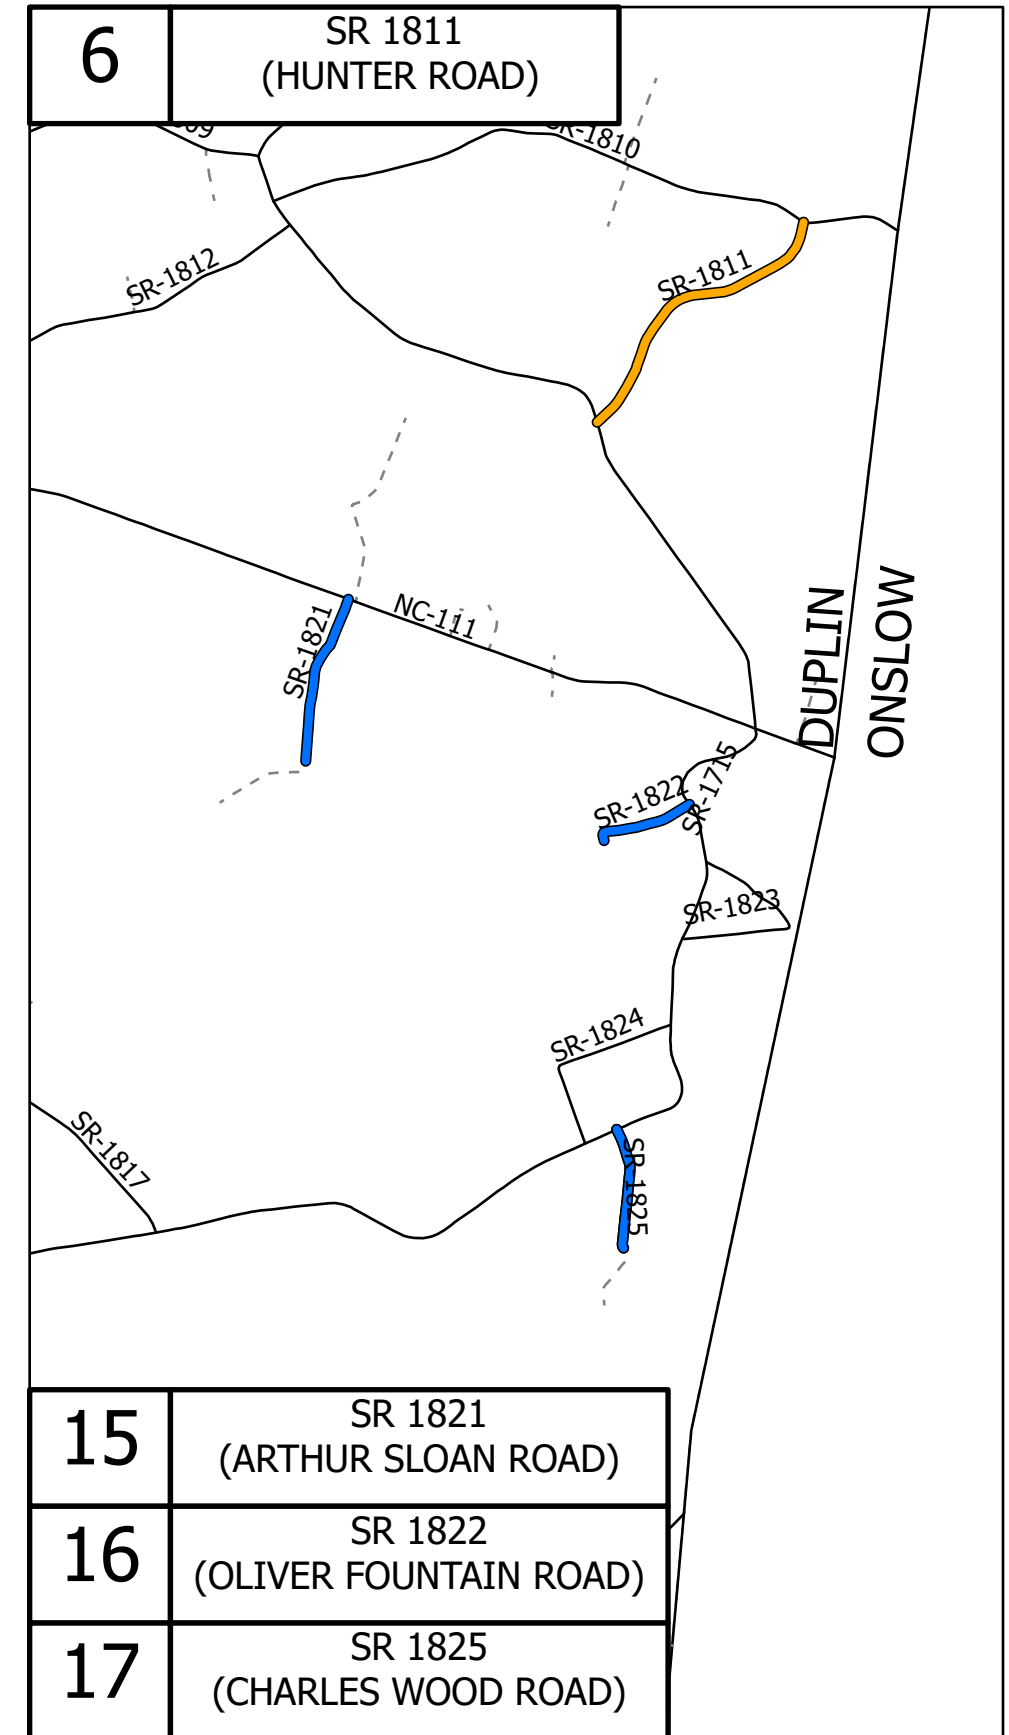 6
SR 1811
(HUNTER ROAD)
SR-1810
SR-1812
SR-1811
SR-1821
NC-111
DUPLIN
ONSLOW
SR-1822
SR-1715
SR-1823
SR-1824
SR-1817
SR-1825
15
SR 1821
(ARTHUR SLOAN ROAD)
16
SR 1822
(OLIVER FOUNTAIN ROAD)
17
SR 1825
(CHARLES WOOD ROAD)